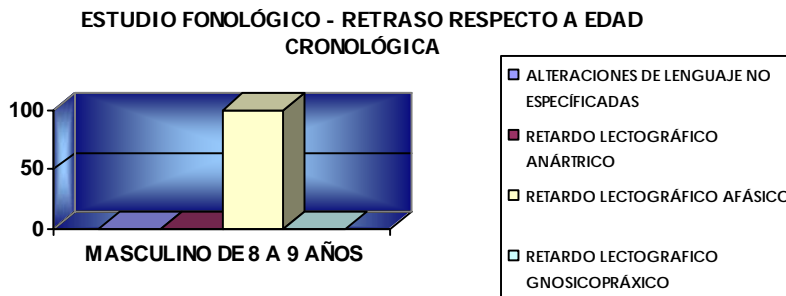 ESTUDIO FONOLÓGICO - RETRASO RESPECTO A EDAD
CRONOLÓGICA
100
50
0
MASCULINO DE 8 A 9 AÑOS
ALTERACIONES DE LENGUAJE NO
ESPECÍFICADAS
RETARDO LECTOGRÁFICO
ANÁRTRICO
RETARDO LECTOGRÁFICO AFÁSICO
RETARDO LECTOGRAFICO
GNOSICOPRÁXICO